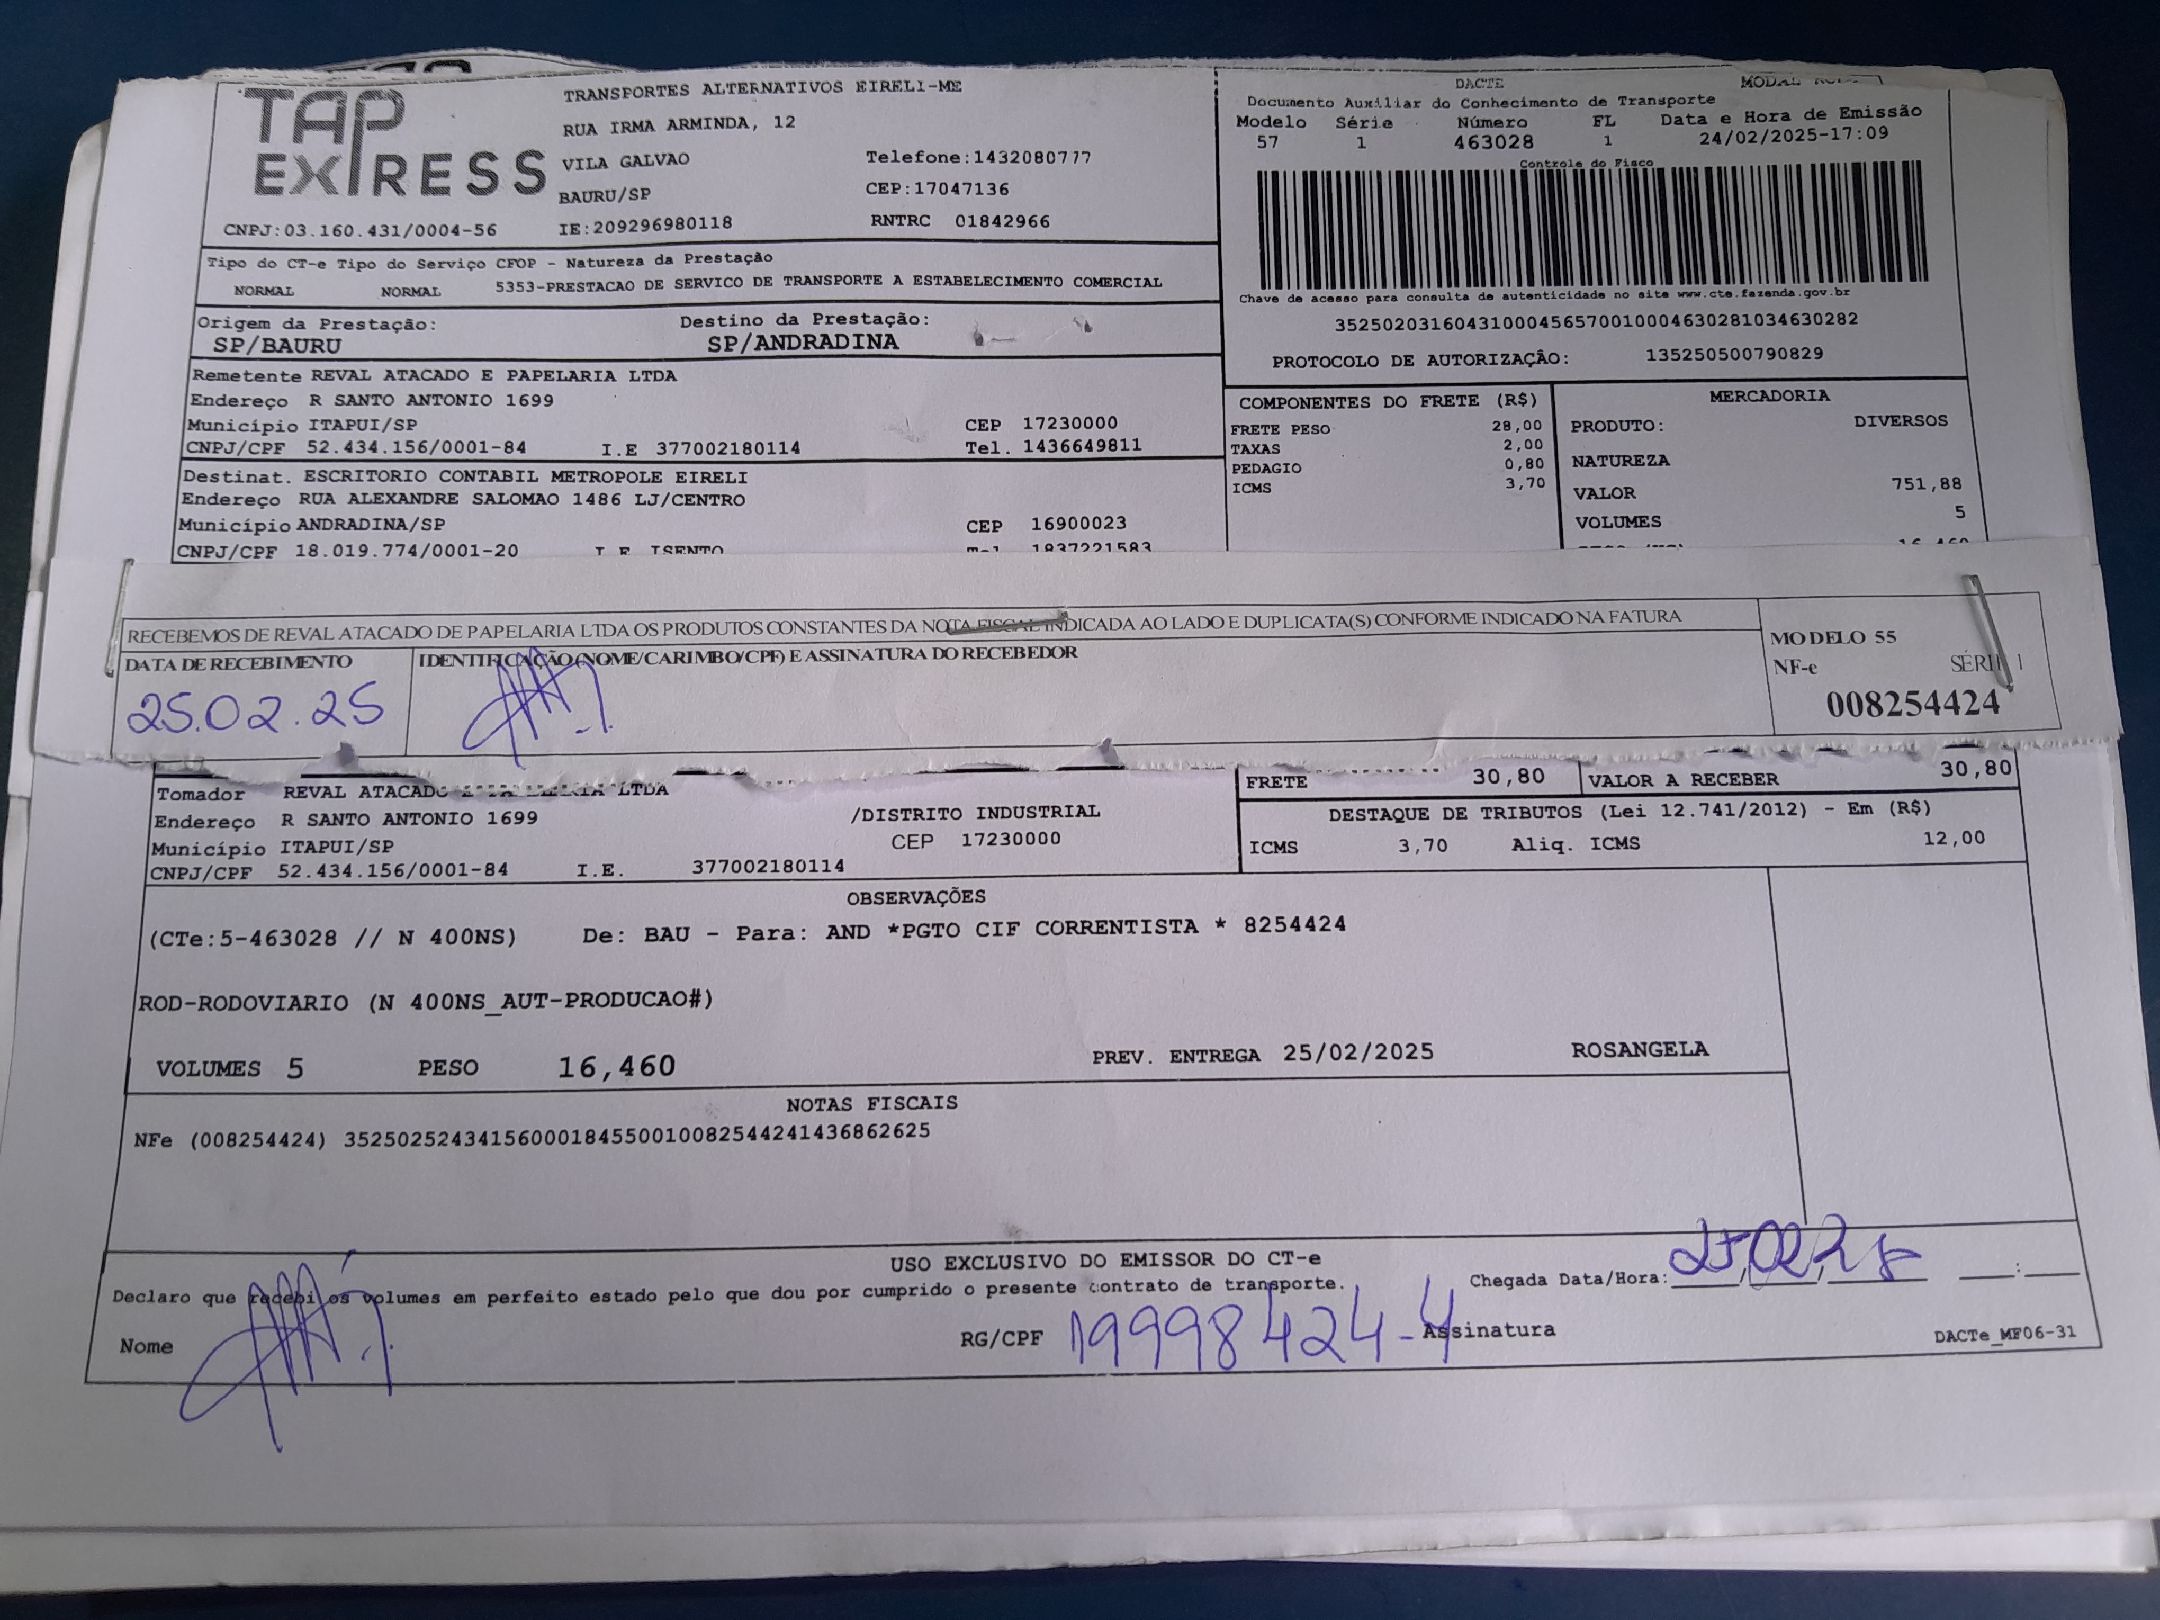 TAP EXPRESS
TRANSPORTES ALTERNATIVOS EIRELI-ME
RUA IRMA ARMINDA, 12
VILA GALVAO Telefone:1432080777
BAURU/SP CEP:17047136
CNPJ:03.160.431/0004-56 IE:209296980118 RNTRC 01842966
DACTE MODAL
Documento Auxiliar do Conhecimento de Transporte
Modelo Série Número FL Data e Hora de Emissão
57 1 463028 1 24/02/2025-17:09
Controle do Fisco
Chave de acesso para consulta de autenticidade no site www.cte.fazenda.gov.br
35250203160431000456570010004630281034630282
PROTOCOLO DE AUTORIZAÇÃO: 135250500790829
Tipo do CT-e Tipo do Serviço CFOP - Natureza da Prestação
NORMAL NORMAL 5353-PRESTACAO DE SERVICO DE TRANSPORTE A ESTABELECIMENTO COMERCIAL
Origem da Prestação: Destino da Prestação:
SP/BAURU SP/ANDRADINA
Remetente REVAL ATACADO E PAPELARIA LTDA
Endereço R SANTO ANTONIO 1699
Município ITAPUI/SP CEP 17230000
CNPJ/CPF 52.434.156/0001-84 I.E 377002180114 Tel. 1436649811
Destinat. ESCRITORIO CONTABIL METROPOLE EIRELI
Endereço RUA ALEXANDRE SALOMAO 1486 LJ/CENTRO
Município ANDRADINA/SP CEP 16900023
CNPJ/CPF 18.019.774/0001-20 I.E ISENTO Tel 1837221583
COMPONENTES DO FRETE (R$)
FRETE PESO 28,00
TAXAS 2,00
PEDAGIO 0,80
ICMS 3,70
MERCADORIA
PRODUTO: DIVERSOS
NATUREZA
VALOR 751,88
VOLUMES 5
16,460
RECEBEMOS DE REVAL ATACADO DE PAPELARIA LTDA OS PRODUTOS CONSTANTES DA NOTA FISCAL INDICADA AO LADO E DUPLICATA(S) CONFORME INDICADO NA FATURA
DATA DE RECEBIMENTO IDENTIFICAÇÃO (NOME/CARIMBO/CPF) E ASSINATURA DO RECEBEDOR
25.02.25
MODELO 55
NF-e SÉRIE 1
008254424
Tomador REVAL ATACADO E PAPELARIA LTDA
Endereço R SANTO ANTONIO 1699 /DISTRITO INDUSTRIAL
Município ITAPUI/SP CEP 17230000
CNPJ/CPF 52.434.156/0001-84 I.E. 377002180114
FRETE 30,80 VALOR A RECEBER 30,80
DESTAQUE DE TRIBUTOS (Lei 12.741/2012) - Em (R$)
ICMS 3,70 Aliq. ICMS 12,00
OBSERVAÇÕES
(CTe:5-463028 // N 400NS) De: BAU - Para: AND *PGTO CIF CORRENTISTA * 8254424
ROD-RODOVIARIO (N 400NS_AUT-PRODUCAO#)
VOLUMES 5 PESO 16,460 PREV. ENTREGA 25/02/2025 ROSANGELA
NOTAS FISCAIS
NFe (008254424) 35250252434156000184550010082544241436862625
USO EXCLUSIVO DO EMISSOR DO CT-e
Declaro que recebi os volumes em perfeito estado pelo que dou por cumprido o presente contrato de transporte. Chegada Data/Hora: 25/02/25 :
Nome RG/CPF 19998424-4 Assinatura DACTe_MF06-31